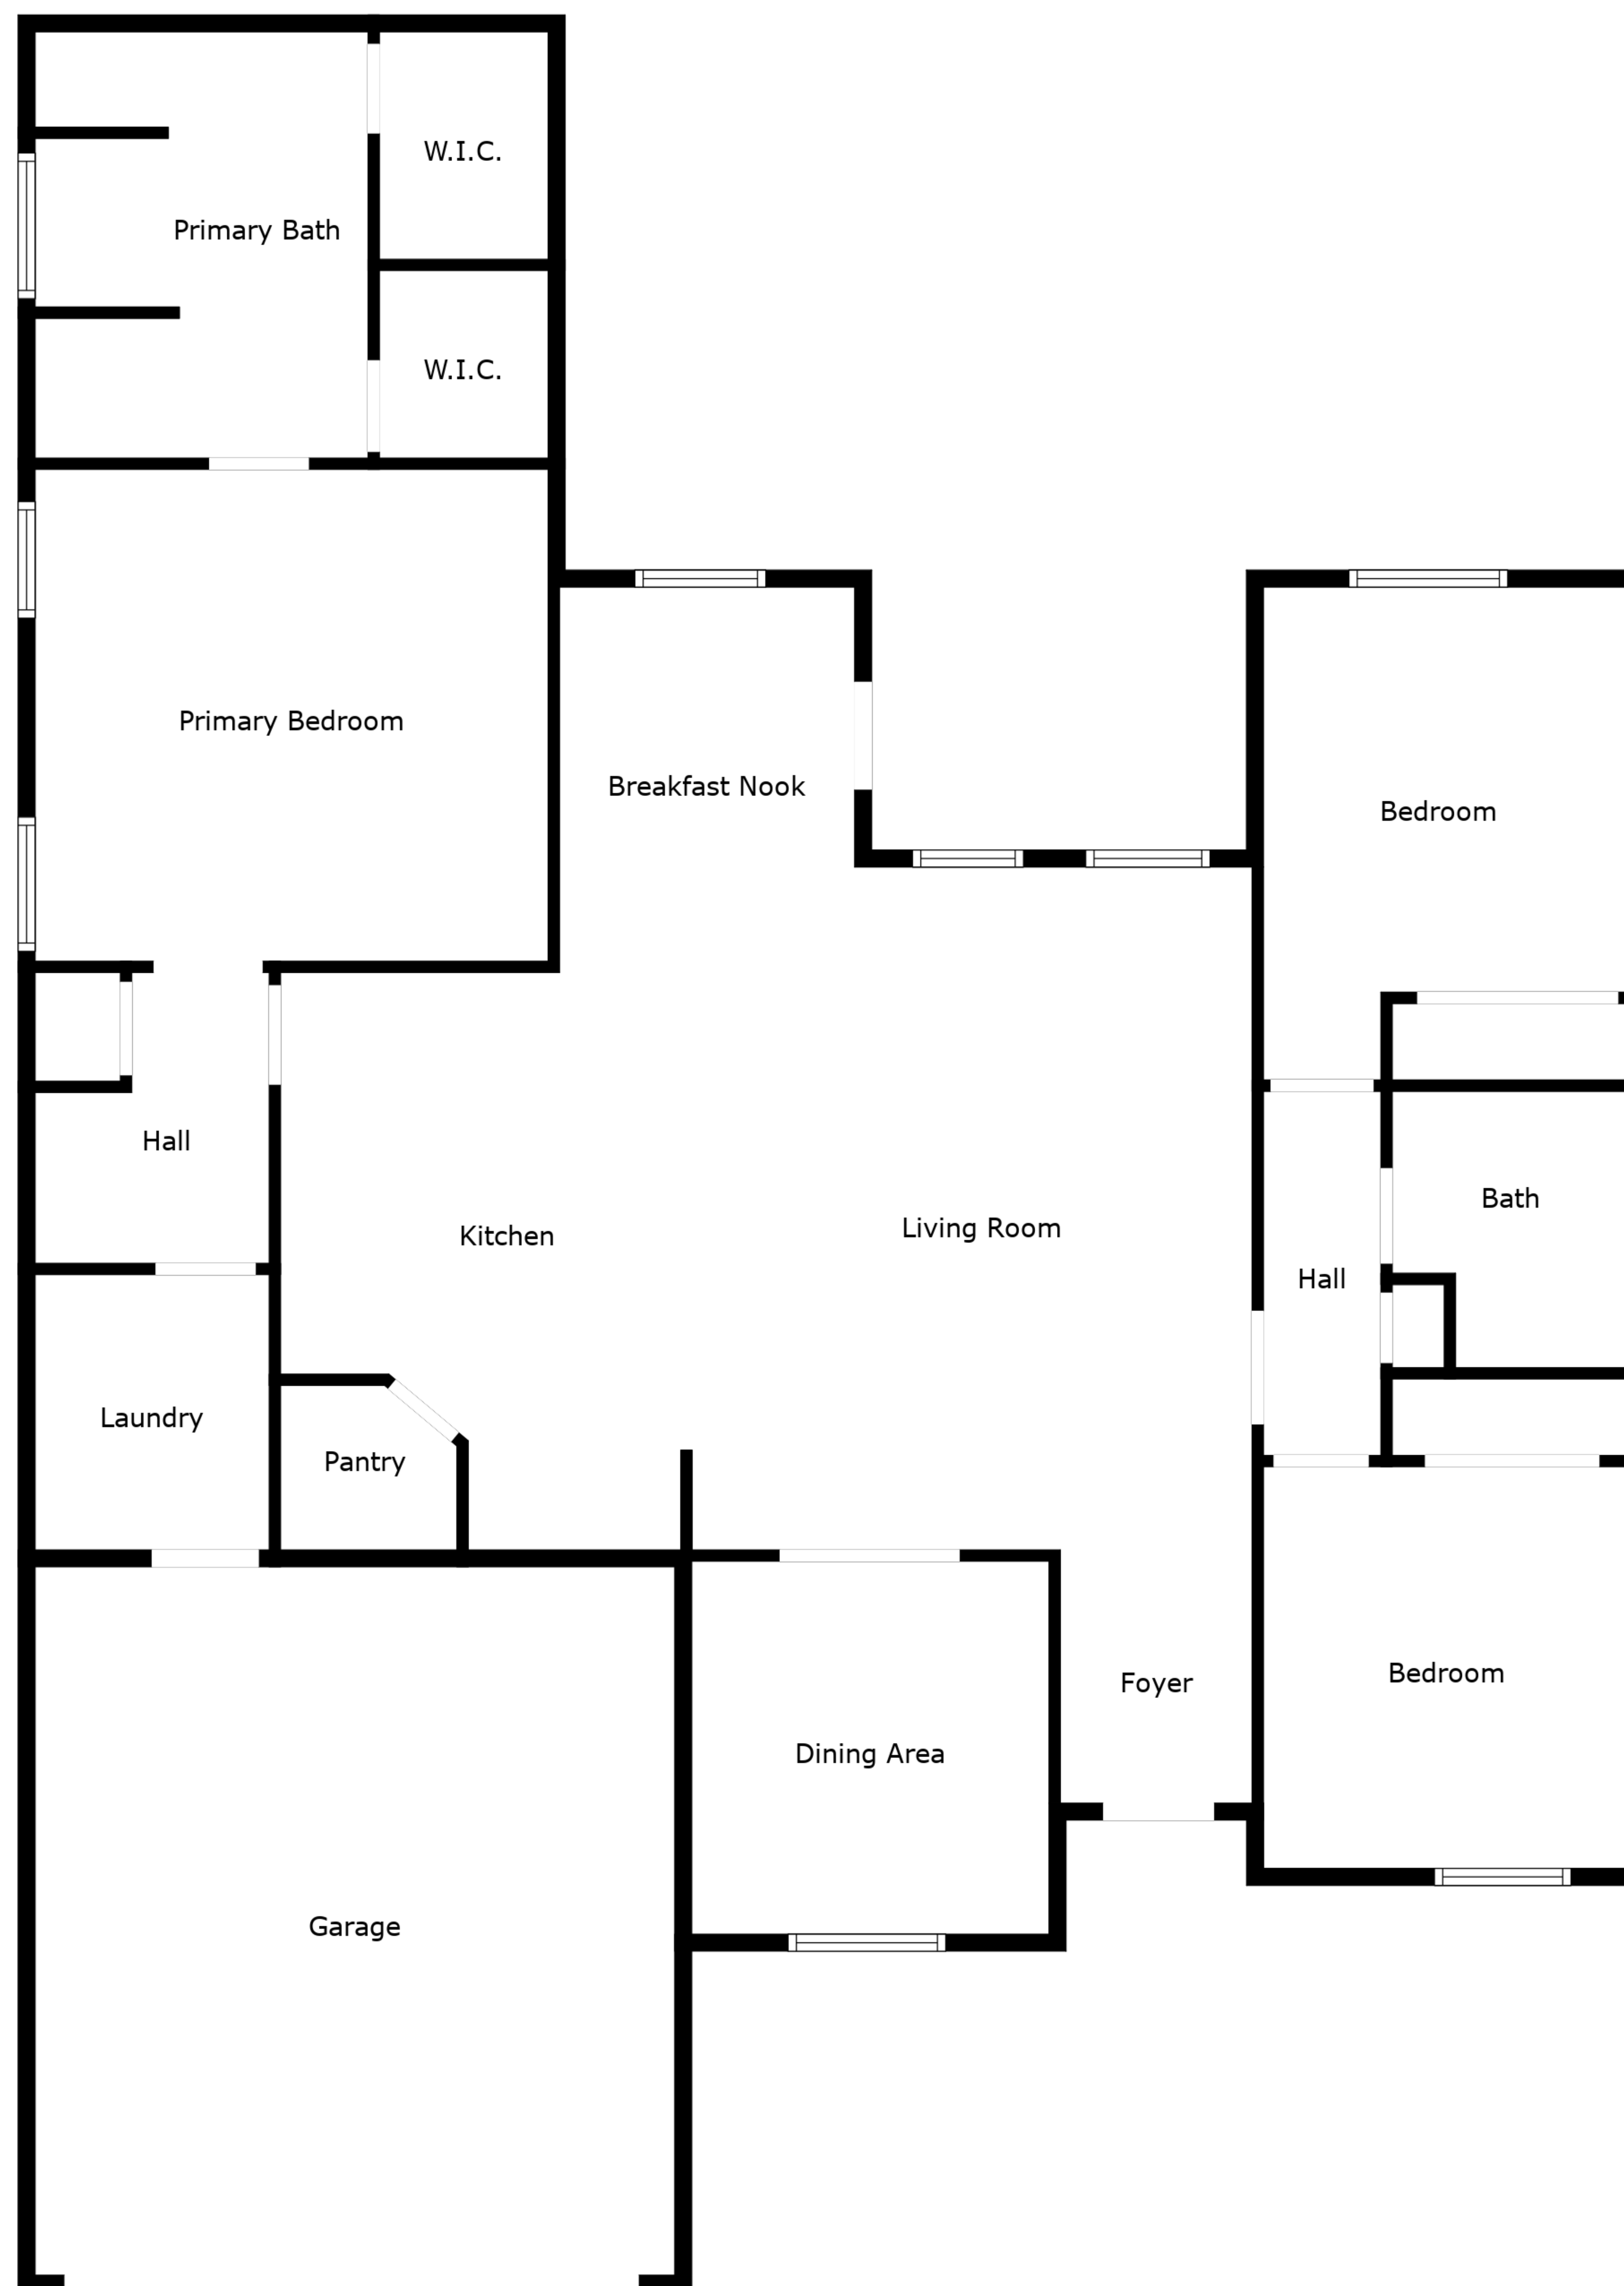 W.I.C.
Primary Bath
W.I.C.
Primary Bedroom
Breakfast Nook
Bedroom
Hall
Bath
Kitchen
Living Room
Hall
Laundry
Pantry
Bedroom
Foyer
Dining Area
Garage